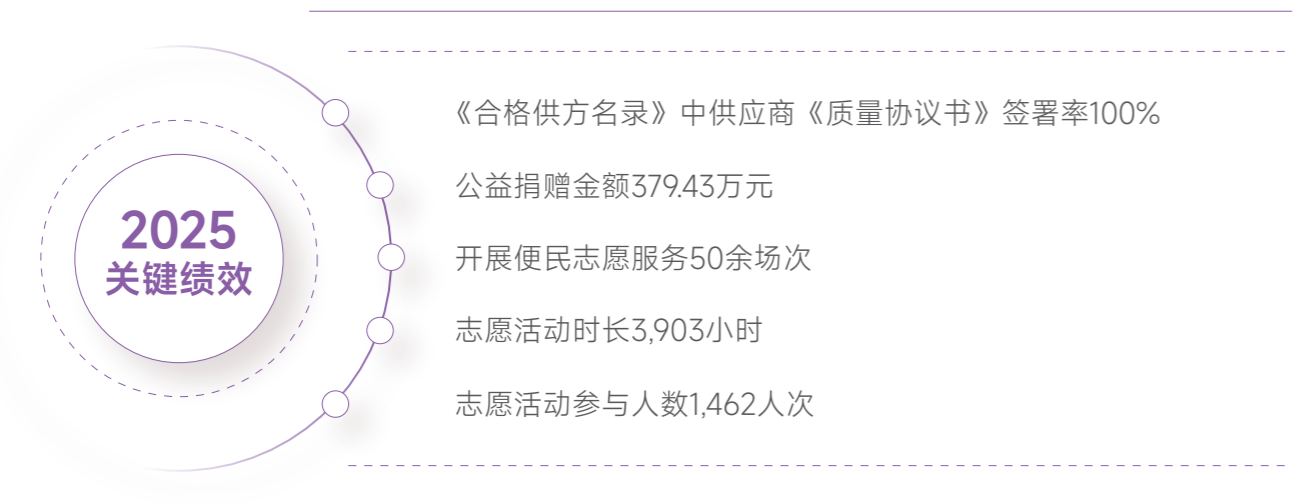 2025
关键绩效
《合格供方名录》中供应商《质量协议书》签署率100%
公益捐赠金额379.43万元
开展便民志愿服务50余场次
志愿活动时长3,903小时
志愿活动参与人数1,462人次